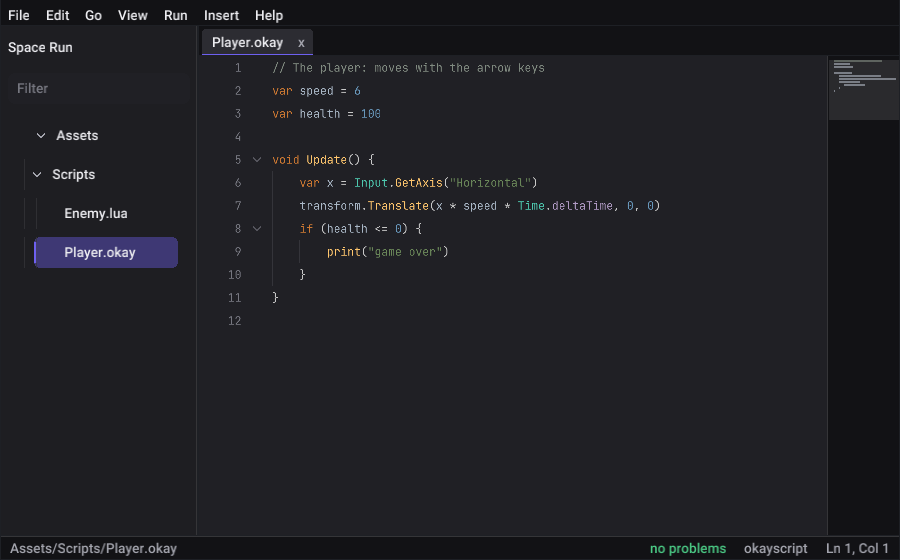 File Edit Go View Run Insert Help
Space Run
Filter
Assets
Scripts
Enemy.lua
Player.okay
Player.okay x
1 // The player: moves with the arrow keys
2 var speed = 6
3 var health = 100
4
5 void Update() {
6 var x = Input.GetAxis("Horizontal")
7 transform.Translate(x * speed * Time.deltaTime, 0, 0)
8 if (health <= 0) {
9 print("game over")
10 }
11 }
12
Assets/Scripts/Player.okay no problems okayscript Ln 1, Col 1